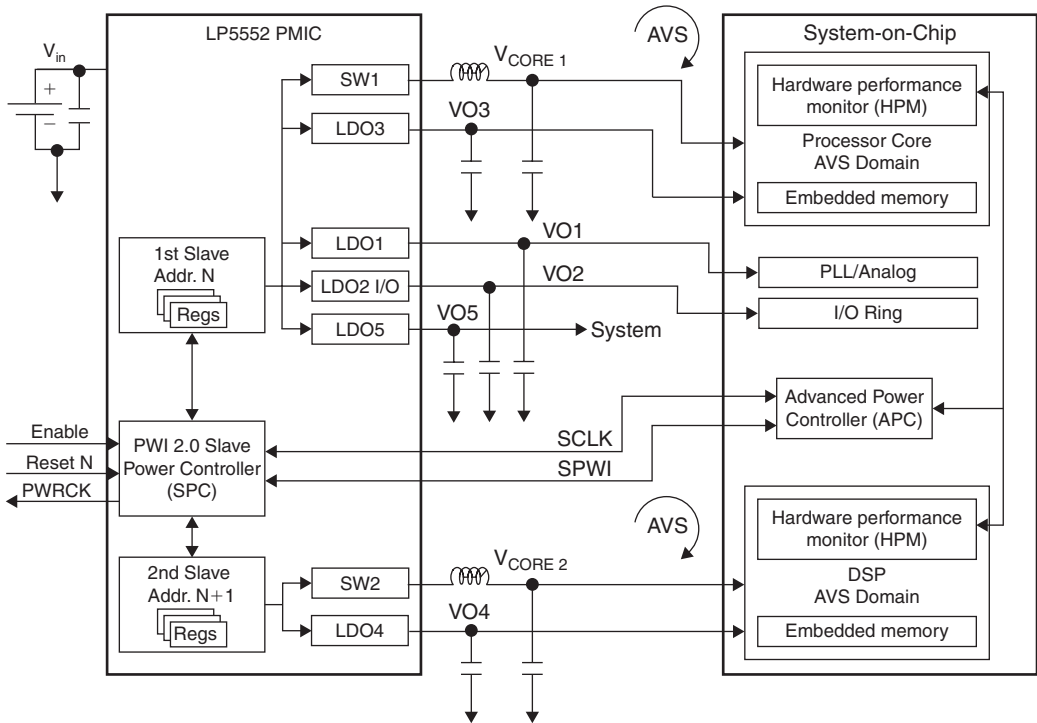 LP5552 PMIC
System-on-Chip
V_in
+
−
SW1
V_CORE 1
AVS
Hardware performance
monitor (HPM)
LDO3
VO3
Processor Core
AVS Domain
Embedded memory
1st Slave
Addr. N
Regs
LDO1
VO1
PLL/Analog
LDO2 I/O
VO2
I/O Ring
LDO5
VO5
System
Advanced Power
Controller (APC)
Enable
Reset N
PWRCK
PWI 2.0 Slave
Power Controller
(SPC)
SCLK
SPWI
AVS
Hardware performance
monitor (HPM)
2nd Slave
Addr. N+1
Regs
SW2
V_CORE 2
DSP
AVS Domain
LDO4
VO4
Embedded memory